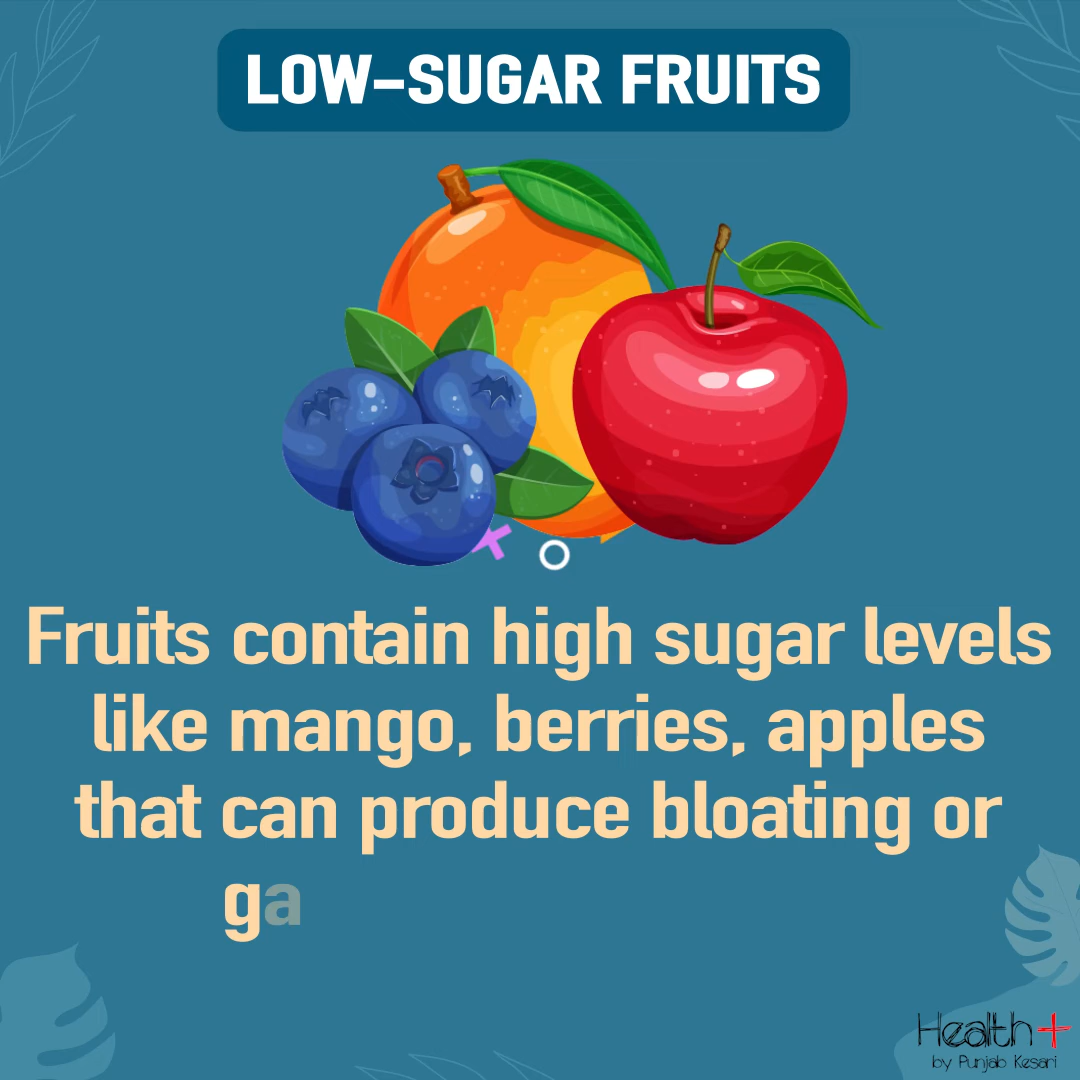 LOW-SUGAR FRUITS
Fruits contain high sugar levels
like mango, berries, apples
that can produce bloating or
ga
Health+
by Punjab Kesari